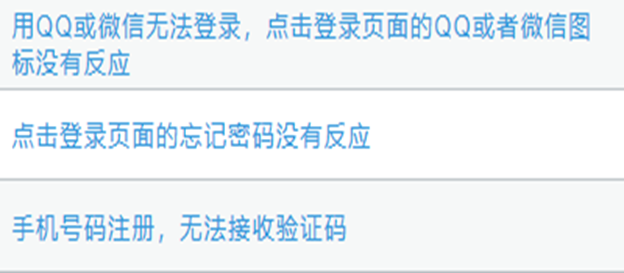 用QQ或微信无法登录，点击登录页面的QQ或者微信图
标没有反应
点击登录页面的忘记密码没有反应
手机号码注册，无法接收验证码